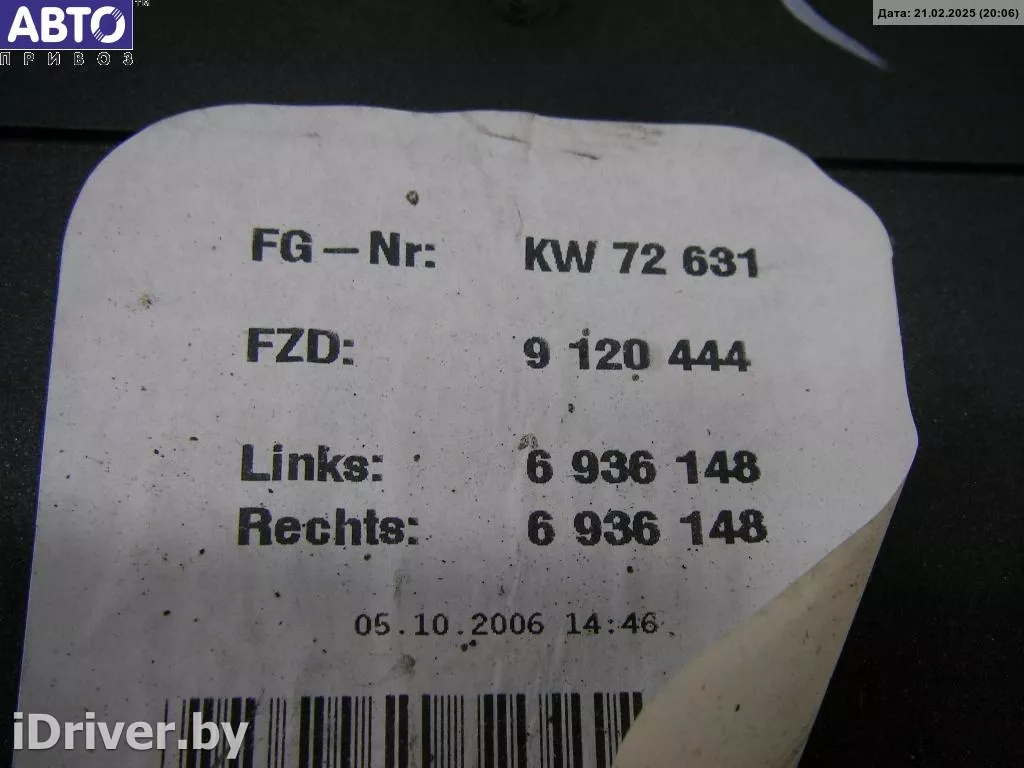 АВТО™
ПРИВОЗ
Дата: 21.02.2025 (20:06)
FG-Nr: KW 72 631
FZD: 9 120 444
Links: 6 936 148
Rechts: 6 936 148
05.10.2006 14:46
iDriver.by